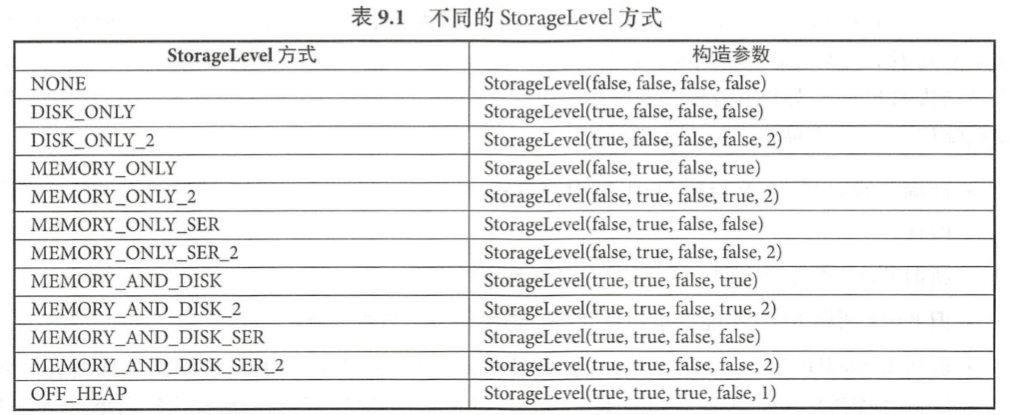 表 9.1 不同的 StorageLevel 方式
StorageLevel 方式 构造参数
NONE StorageLevel(false, false, false, false)
DISK_ONLY StorageLevel(true, false, false, false)
DISK_ONLY_2 StorageLevel(true, false, false, false, 2)
MEMORY_ONLY StorageLevel(false, true, false, true)
MEMORY_ONLY_2 StorageLevel(false, true, false, true, 2)
MEMORY_ONLY_SER StorageLevel(false, true, false, false)
MEMORY_ONLY_SER_2 StorageLevel(false, true, false, false, 2)
MEMORY_AND_DISK StorageLevel(true, true, false, true)
MEMORY_AND_DISK_2 StorageLevel(true, true, false, true, 2)
MEMORY_AND_DISK_SER StorageLevel(true, true, false, false)
MEMORY_AND_DISK_SER_2 StorageLevel(true, true, false, false, 2)
OFF_HEAP StorageLevel(true, true, true, false, 1)